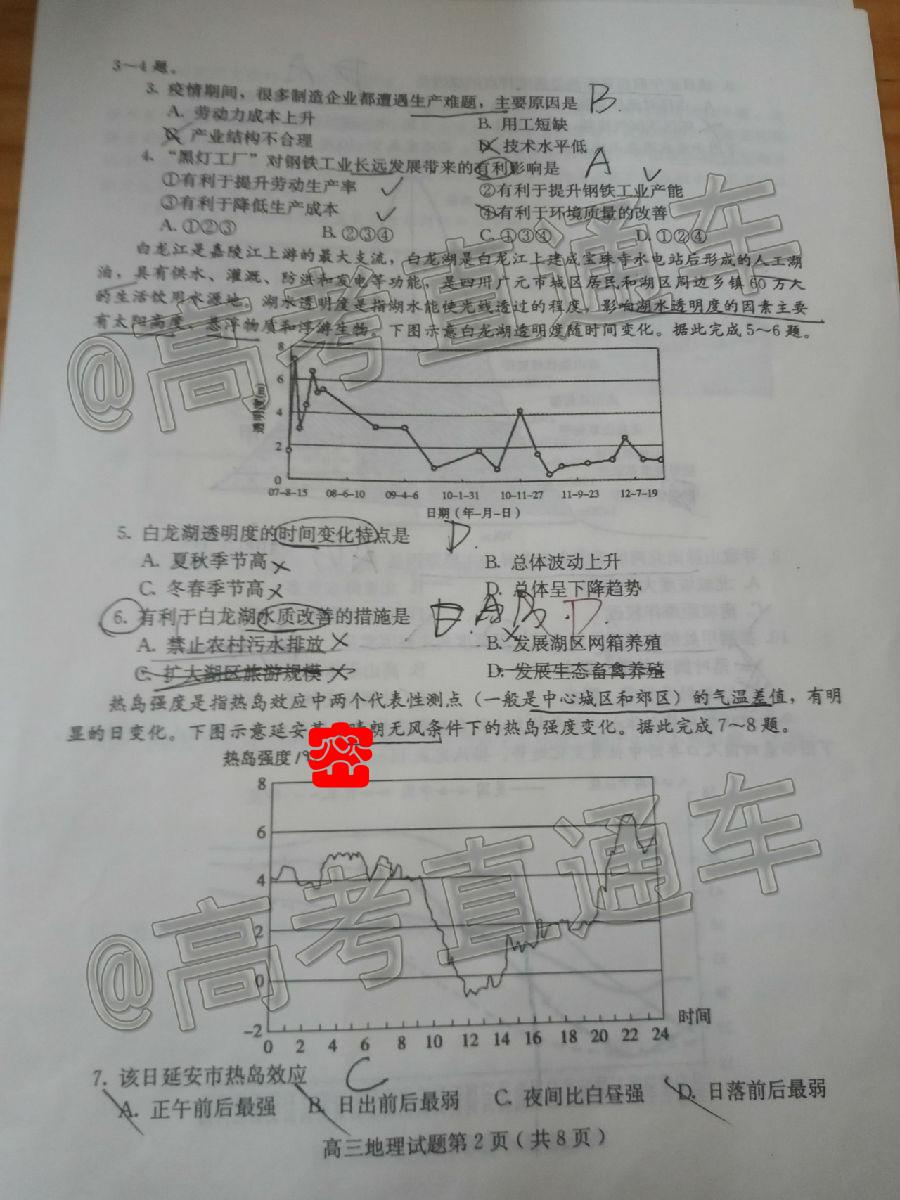 3～4题。
3. 疫情期间，很多制造企业都遭遇生产难题，主要原因是 B
A. 劳动力成本上升 B. 用工短缺
C. 产业结构不合理 D. 技术水平低
4. “黑灯工厂”对钢铁工业长远发展带来的有利影响是 A
①有利于提升劳动生产率 ②有利于提升钢铁工业产能
③有利于降低生产成本 ④有利于环境质量的改善
A. ①②③ B. ②③④ C. ①③④ D. ①②④
白龙江是嘉陵江上游的最大支流，白龙湖是白龙江上建成宝珠寺水电站后形成的人工湖
泊，具有供水、灌溉、防洪和发电等功能，是四川广元市城区居民和湖区周边乡镇60万人
的生活饮用水源地。湖水透明度是指湖水能使光线透过的程度，影响湖水透明度的因素主要
有太阳高度、悬浮物质和浮游生物。下图示意白龙湖透明度随时间变化。据此完成5～6题。
透明度(m)
8
6
4
2
0
07-8-15 08-6-10 09-4-6 10-1-31 10-11-27 11-9-23 12-7-19
日期（年-月-日）
5. 白龙湖透明度的时间变化特点是 D
A. 夏秋季节高 B. 总体波动上升
C. 冬春季节高 D. 总体呈下降趋势
6. 有利于白龙湖水质改善的措施是 D
A. 禁止农村污水排放 B. 发展湖区网箱养殖
C. 扩大湖区旅游规模 D. 发展生态畜禽养殖
热岛强度是指热岛效应中两个代表性测点（一般是中心城区和郊区）的气温差值，有明
显的日变化。下图示意延安某日晴朗无风条件下的热岛强度变化。据此完成7～8题。
热岛强度/℃
8
6
4
2
0
-2
0 2 4 6 8 10 12 14 16 18 20 22 24 时间
7. 该日延安市热岛效应 C
A. 正午前后最强 B. 日出前后最弱 C. 夜间比白昼强 D. 日落前后最弱
高三地理试题第2页（共8页）
@高考直通车
@高考直通车